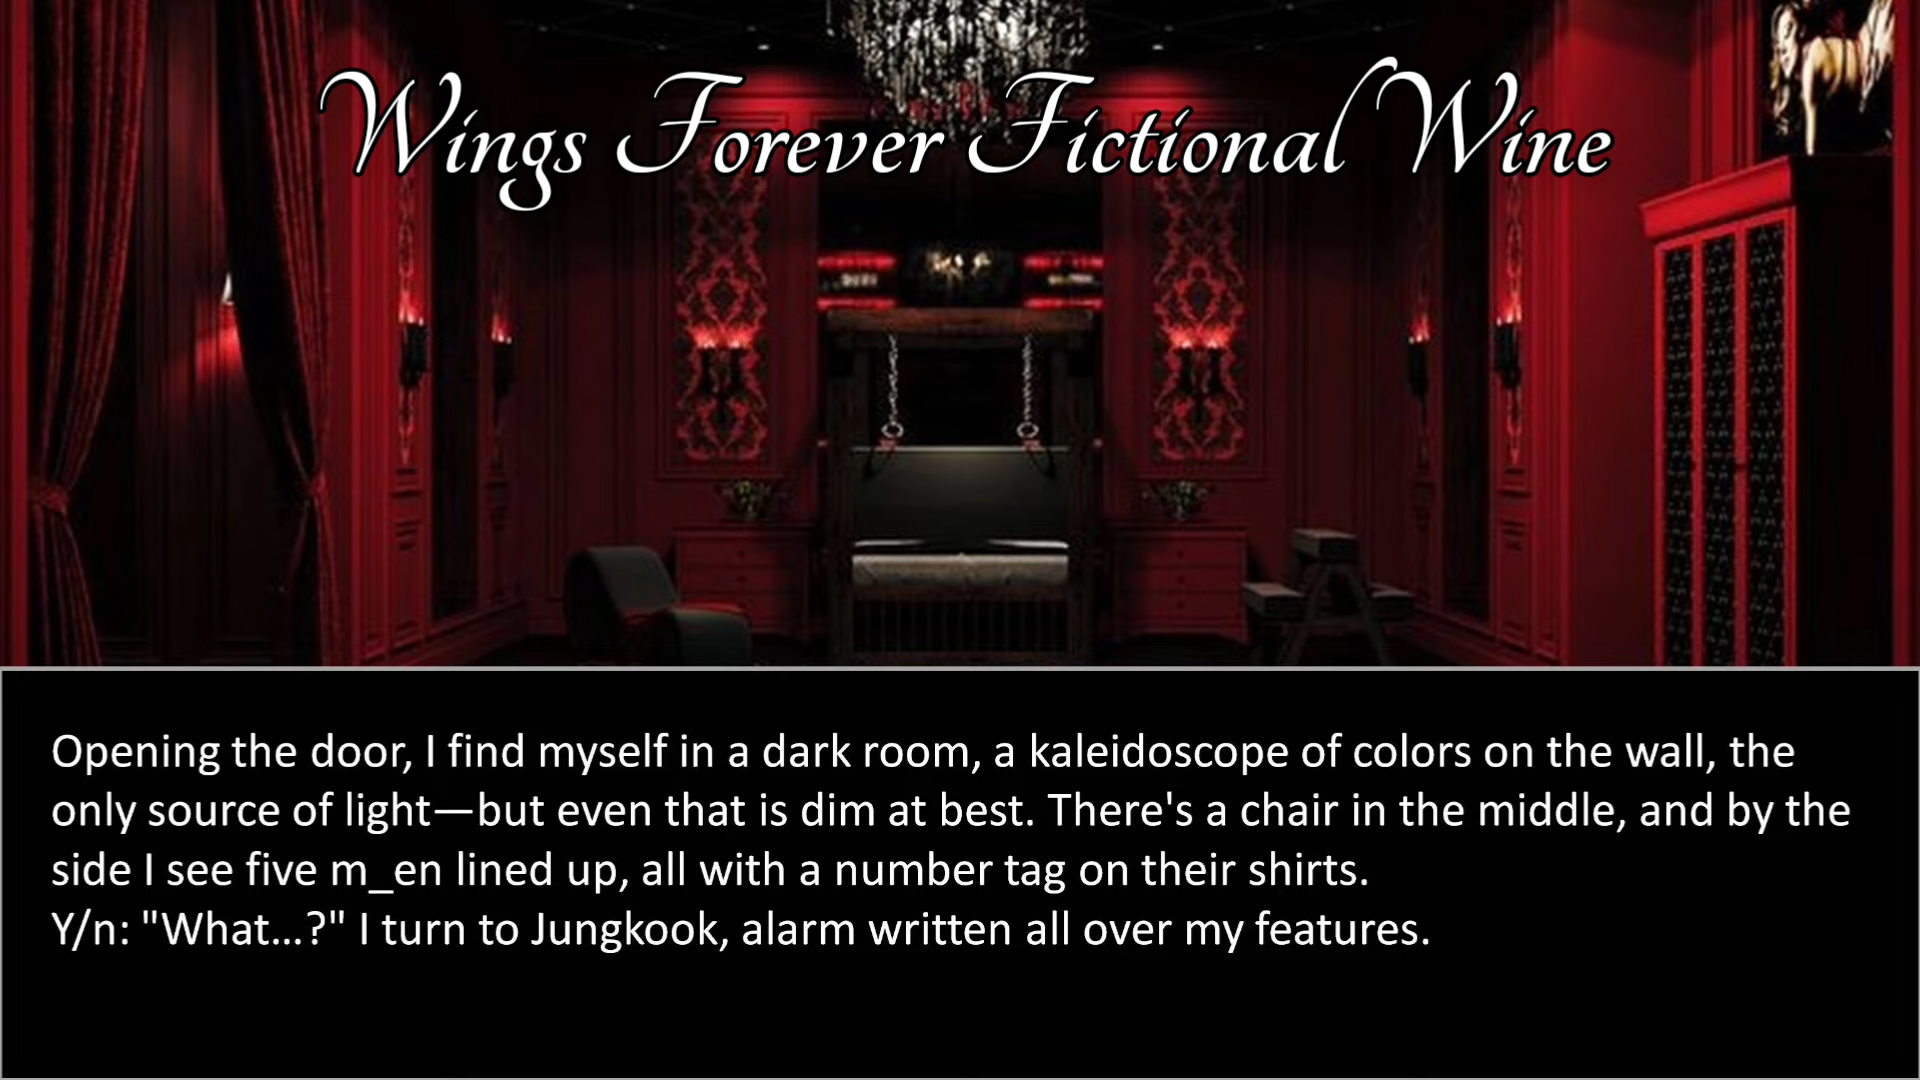 Wings Forever Fictional Wine
Opening the door, I find myself in a dark room, a kaleidoscope of colors on the wall, the
only source of light—but even that is dim at best. There's a chair in the middle, and by the
side I see five m_en lined up, all with a number tag on their shirts.
Y/n: "What...?" I turn to Jungkook, alarm written all over my features.